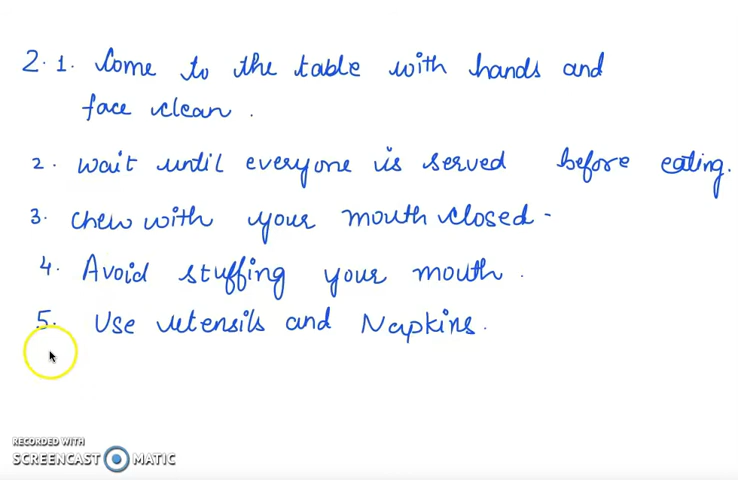 2. 1. Come to the table with hands and
face clean.
2. wait until everyone is served before eating.
3. chew with your mouth closed -
4. Avoid stuffing your mouth.
5. Use utensils and Napkins.
RECORDED WITH
SCREENCAST MATIC